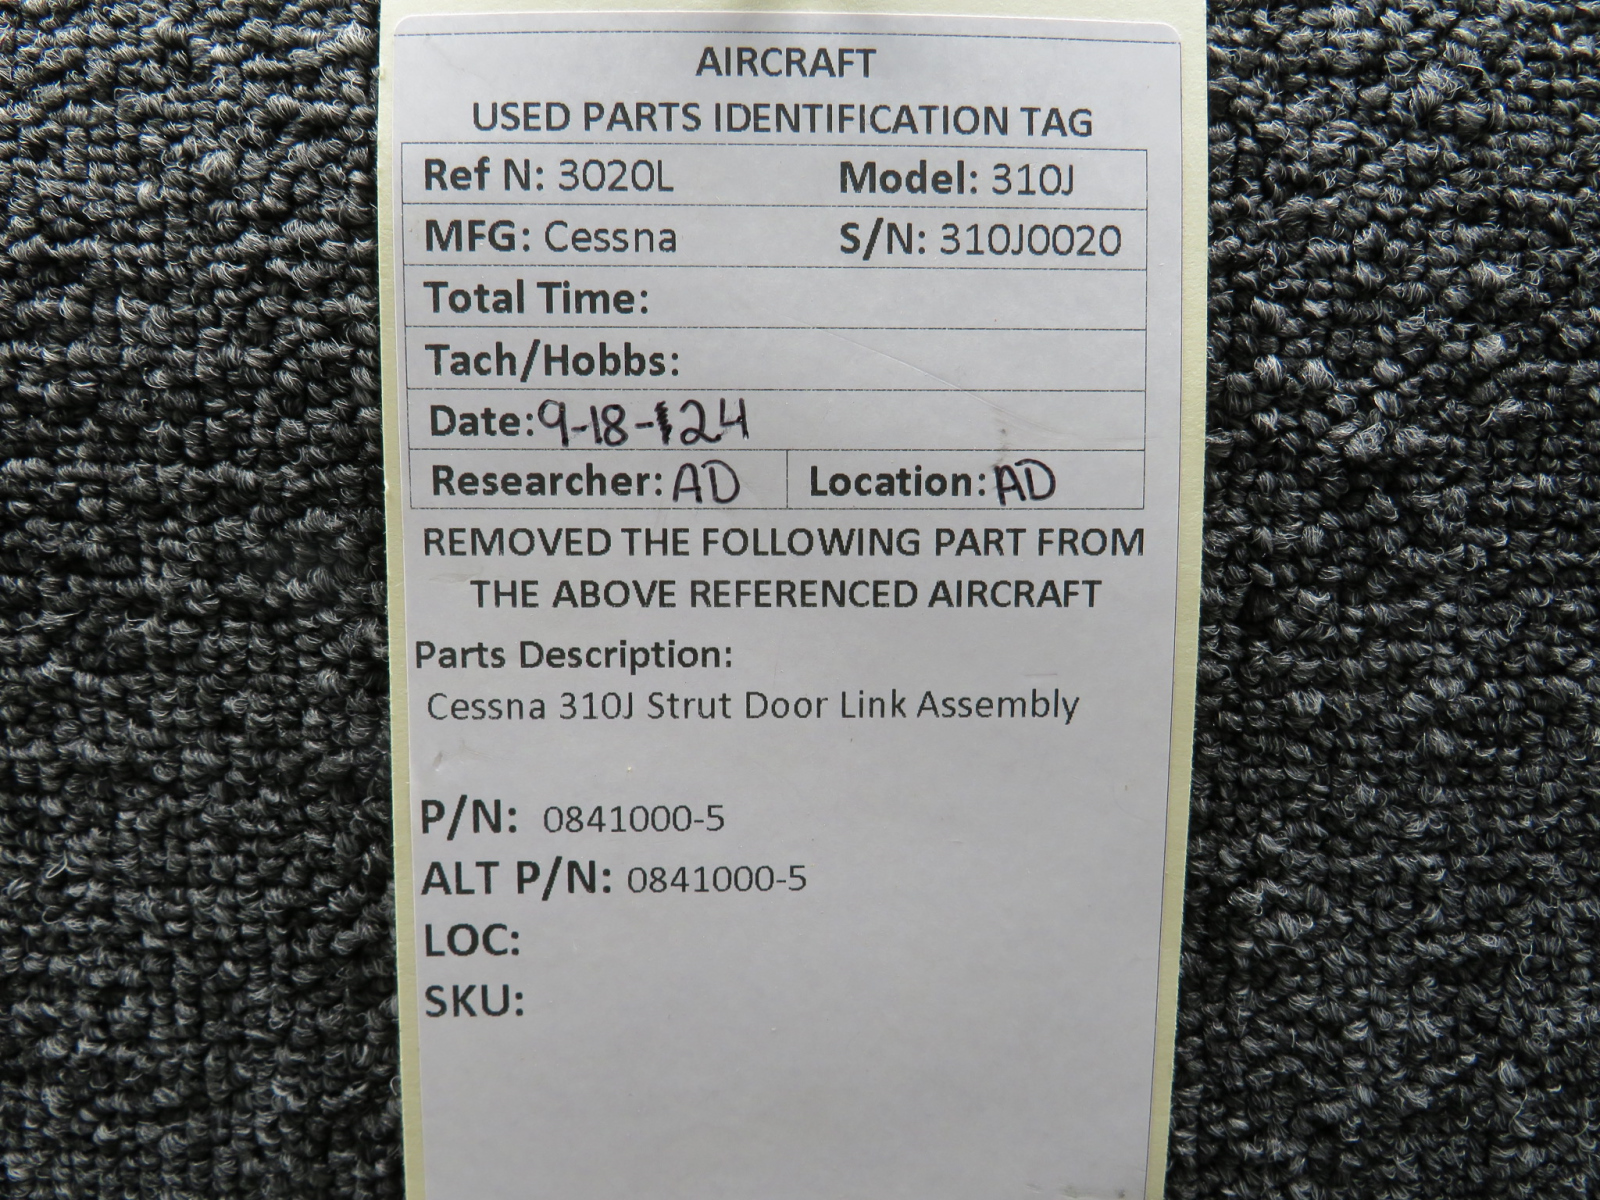 AIRCRAFT
USED PARTS IDENTIFICATION TAG
Ref N: 3020L Model: 310J
MFG: Cessna S/N: 310J0020
Total Time:
Tach/Hobbs:
Date: 9-18-24
Researcher: AD Location: AD
REMOVED THE FOLLOWING PART FROM
THE ABOVE REFERENCED AIRCRAFT
Parts Description:
Cessna 310J Strut Door Link Assembly
P/N: 0841000-5
ALT P/N: 0841000-5
LOC:
SKU: